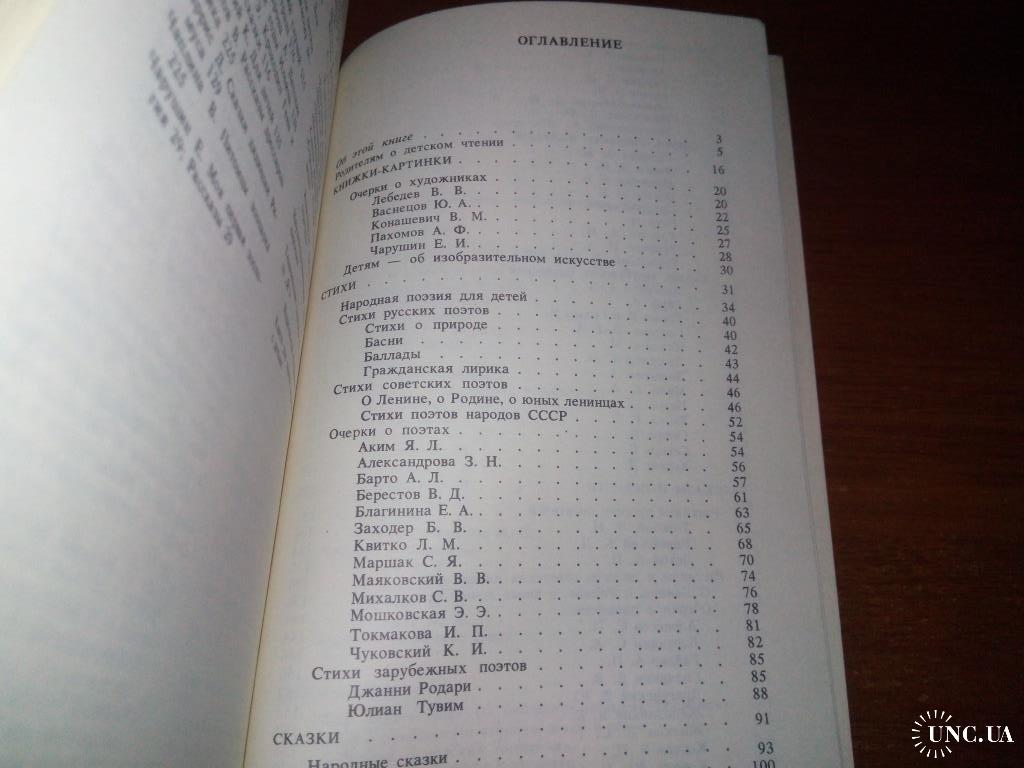 ОГЛАВЛЕНИЕ
Об этой книге . . . 3
Родителям о детском чтении . . . 5
КНИЖКИ-КАРТИНКИ . . . 16
Очерки о художниках . . . 20
Лебедев В. В. . . . 20
Васнецов Ю. А. . . . 22
Конашевич В. М. . . . 25
Пахомов А. Ф. . . . 27
Чарушин Е. И. . . . 28
Детям — об изобразительном искусстве . . . 30
СТИХИ . . . 31
Народная поэзия для детей . . . 34
Стихи русских поэтов . . . 40
Стихи о природе . . . 40
Басни . . . 42
Баллады . . . 43
Гражданская лирика . . . 44
Стихи советских поэтов . . . 46
О Ленине, о Родине, о юных ленинцах . . . 46
Стихи поэтов народов СССР . . . 52
Очерки о поэтах . . . 54
Аким Я. Л. . . . 54
Александрова З. Н. . . . 56
Барто А. Л. . . . 57
Берестов В. Д. . . . 61
Благинина Е. А. . . . 63
Заходер Б. В. . . . 65
Квитко Л. М. . . . 68
Маршак С. Я. . . . 70
Маяковский В. В. . . . 74
Михалков С. В. . . . 76
Мошковская Э. Э. . . . 78
Токмакова И. П. . . . 81
Чуковский К. И. . . . 82
Стихи зарубежных поэтов . . . 85
Джанни Родари . . . 85
Юлиан Тувим . . . 88
СКАЗКИ . . . 91
Народные сказки . . . 93
100
UNC.UA